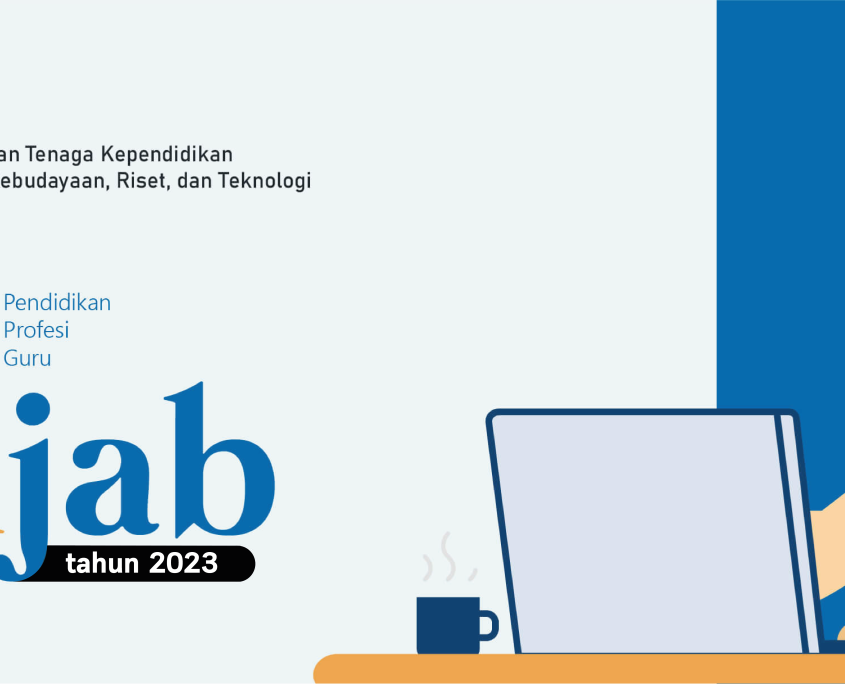 an Tenaga Kependidikan
ebudayaan, Riset, dan Teknologi
Pendidikan
Profesi
Guru
jab
tahun 2023